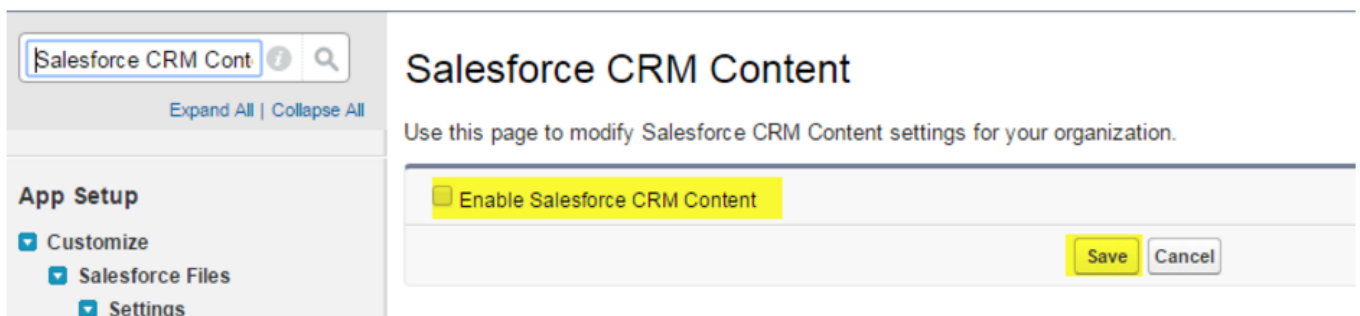 Salesforce CRM Cont
Expand All | Collapse All
App Setup
Customize
Salesforce Files
Settings
Salesforce CRM Content
Use this page to modify Salesforce CRM Content settings for your organization.
Enable Salesforce CRM Content
Save Cancel